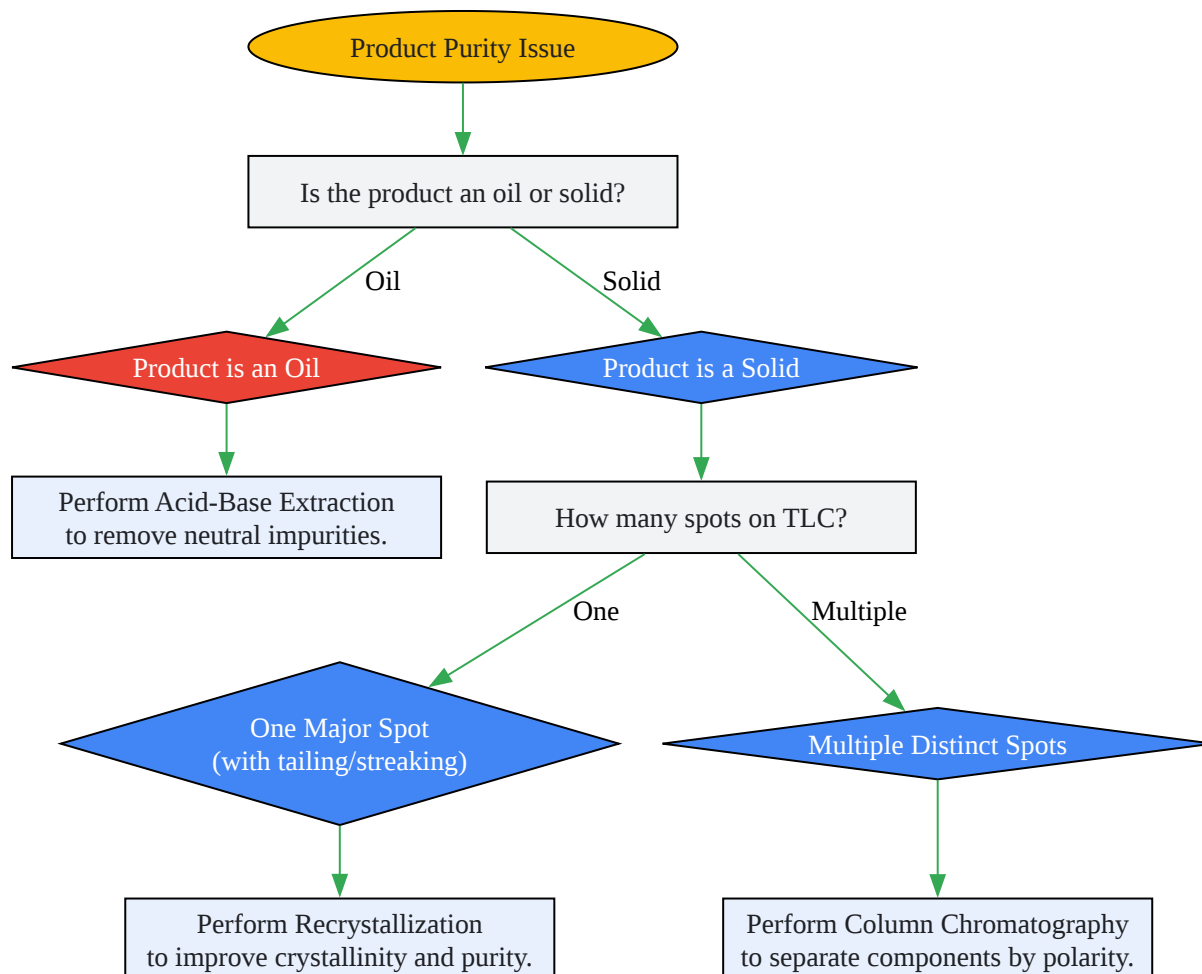 Product Purity Issue
Is the product an oil or solid?
Oil
Solid
Product is an Oil
Product is a Solid
Perform Acid-Base Extraction
to remove neutral impurities.
How many spots on TLC?
One
Multiple
One Major Spot
(with tailing/streaking)
Multiple Distinct Spots
Perform Recrystallization
to improve crystallinity and purity.
Perform Column Chromatography
to separate components by polarity.